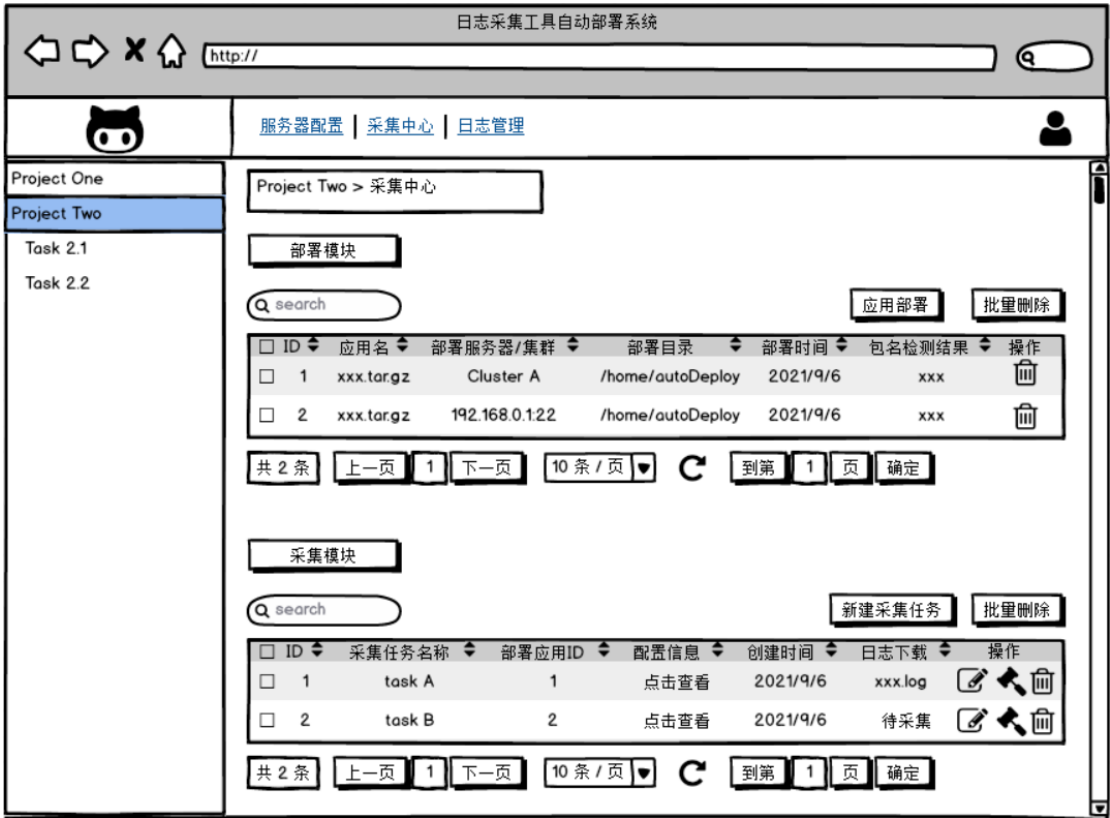 日志采集工具自动部署系统
http://
服务器配置 | 采集中心 | 日志管理
Project One
Project Two
Task 2.1
Task 2.2
Project Two > 采集中心
部署模块
search
应用部署 批量删除
ID 应用名 部署服务器/集群 部署目录 部署时间 包名检测结果 操作
1 xxx.tar.gz Cluster A /home/autoDeploy 2021/9/6 xxx
2 xxx.tar.gz 192.168.0.1:22 /home/autoDeploy 2021/9/6 xxx
共 2 条 上一页 1 下一页 10 条 / 页 到第 1 页 确定
采集模块
search
新建采集任务 批量删除
ID 采集任务名称 部署应用ID 配置信息 创建时间 日志下载 操作
1 task A 1 点击查看 2021/9/6 xxx.log
2 task B 2 点击查看 2021/9/6 待采集
共 2 条 上一页 1 下一页 10 条 / 页 到第 1 页 确定